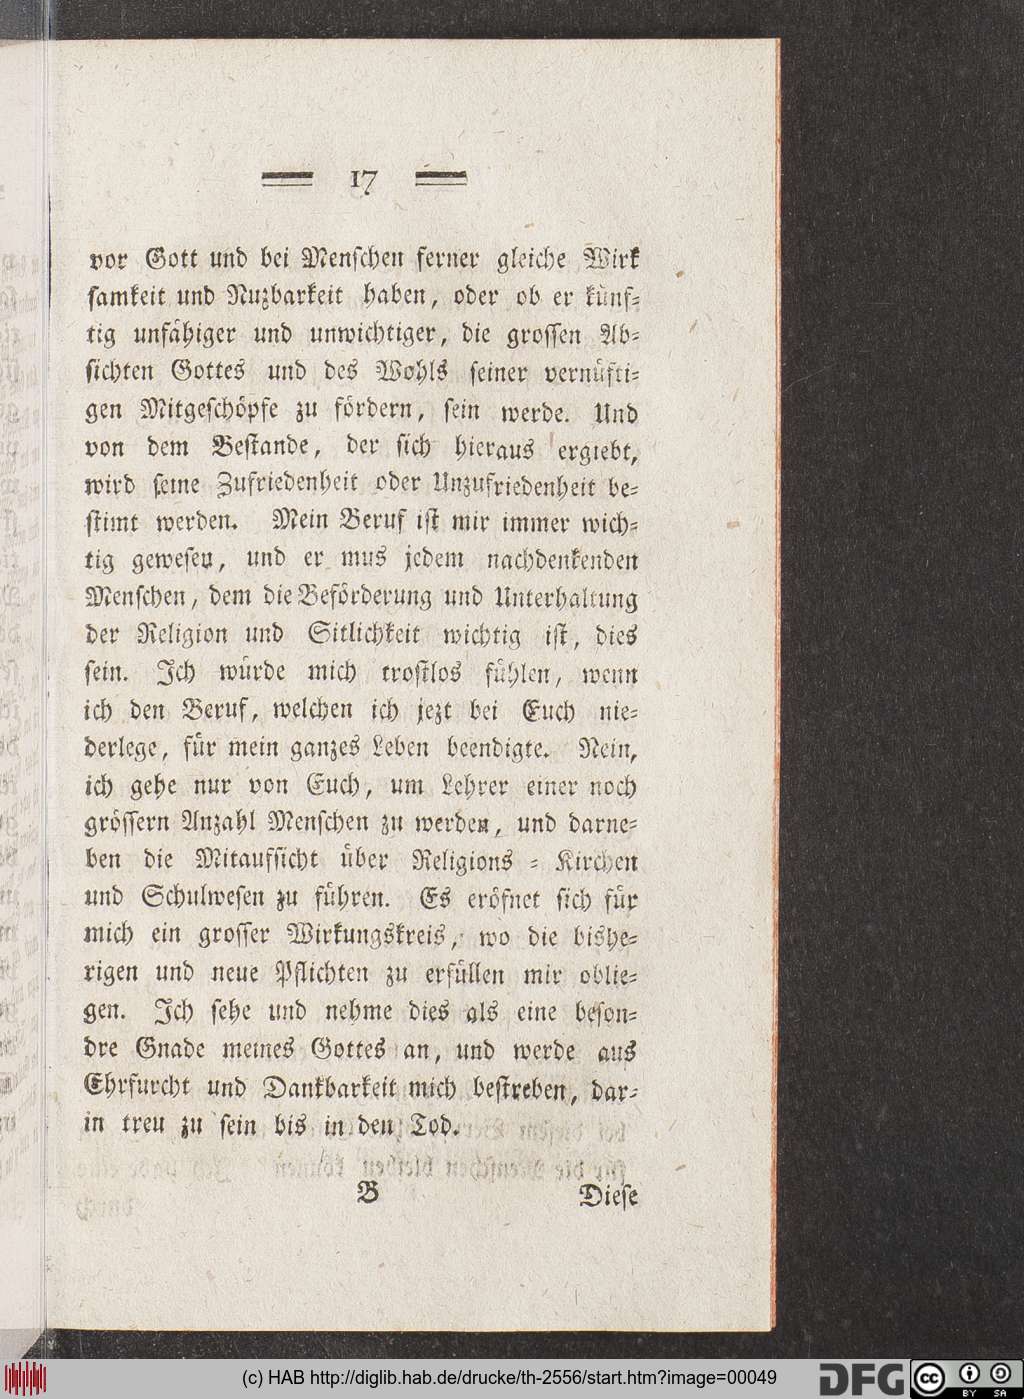 17
vor Gott und bei Menschen ferner gleiche Wirk
samkeit und Nuzbarkeit haben, oder ob er künf-
tig unfähiger und unwichtiger, die grossen Ab-
sichten Gottes und des Wohls seiner vernüfti-
gen Mitgeschöpfe zu fördern, sein werde. Und
von dem Bestande, der sich hieraus ergiebt,
wird seine Zufriedenheit oder Unzufriedenheit be-
stimt werden. Mein Beruf ist mir immer wich-
tig gewesen, und er mus jedem nachdenkenden
Menschen, dem die Beförderung und Unterhaltung
der Religion und Sitlichkeit wichtig ist, dies
sein. Ich würde mich trostlos fühlen, wenn
ich den Beruf, welchen ich jezt bei Euch nie-
derlege, für mein ganzes Leben beendigte. Nein,
ich gehe nur von Euch, um Lehrer einer noch
grössern Anzahl Menschen zu werden, und darne-
ben die Mitaufsicht über Religions - Kirchen
und Schulwesen zu führen. Es eröfnet sich für
mich ein grosser Wirkungskreis, wo die bishe-
rigen und neue Pflichten zu erfüllen mir oblie-
gen. Ich sehe und nehme dies als eine beson-
dre Gnade meines Gottes an, und werde aus
Ehrfurcht und Dankbarkeit mich bestreben, dar-
in treu zu sein bis in den Tod.
B Diese
(c) HAB http://diglib.hab.de/drucke/th-2556/start.htm?image=00049
DFG cc BY SA